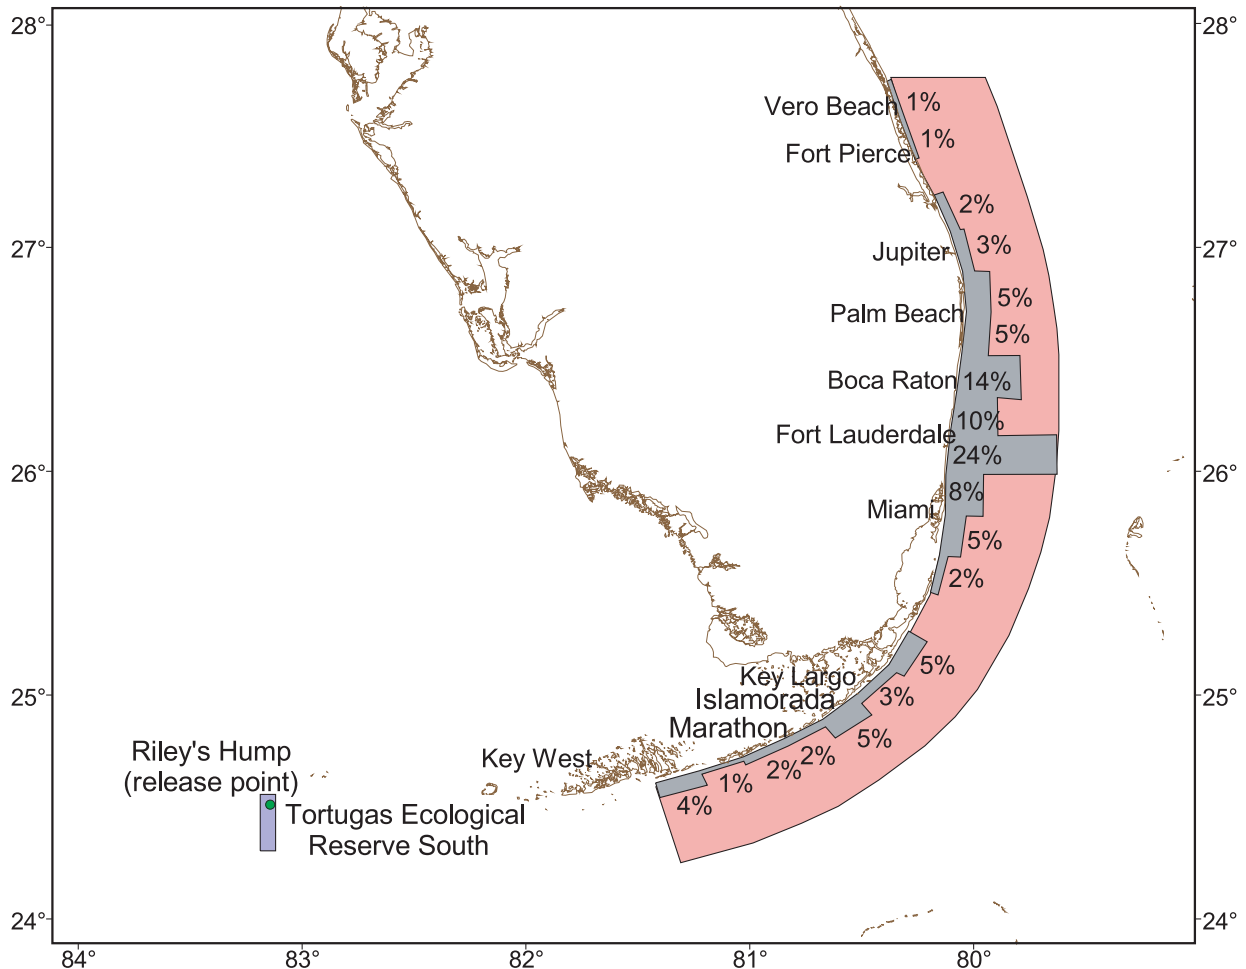 28°
28°
Vero Beach
1%
1%
Fort Pierce
2%
27°
Jupiter
3%
27°
5%
Palm Beach
5%
Boca Raton
14%
10%
Fort Lauderdale
24%
26°
26°
8%
Miami
5%
2%
5%
Key Largo
25°
Islamorada
3%
25°
Marathon
5%
Riley's Hump
(release point)
Key West
2%
2%
1%
4%
Tortugas Ecological
Reserve South
24°
24°
84°
83°
82°
81°
80°